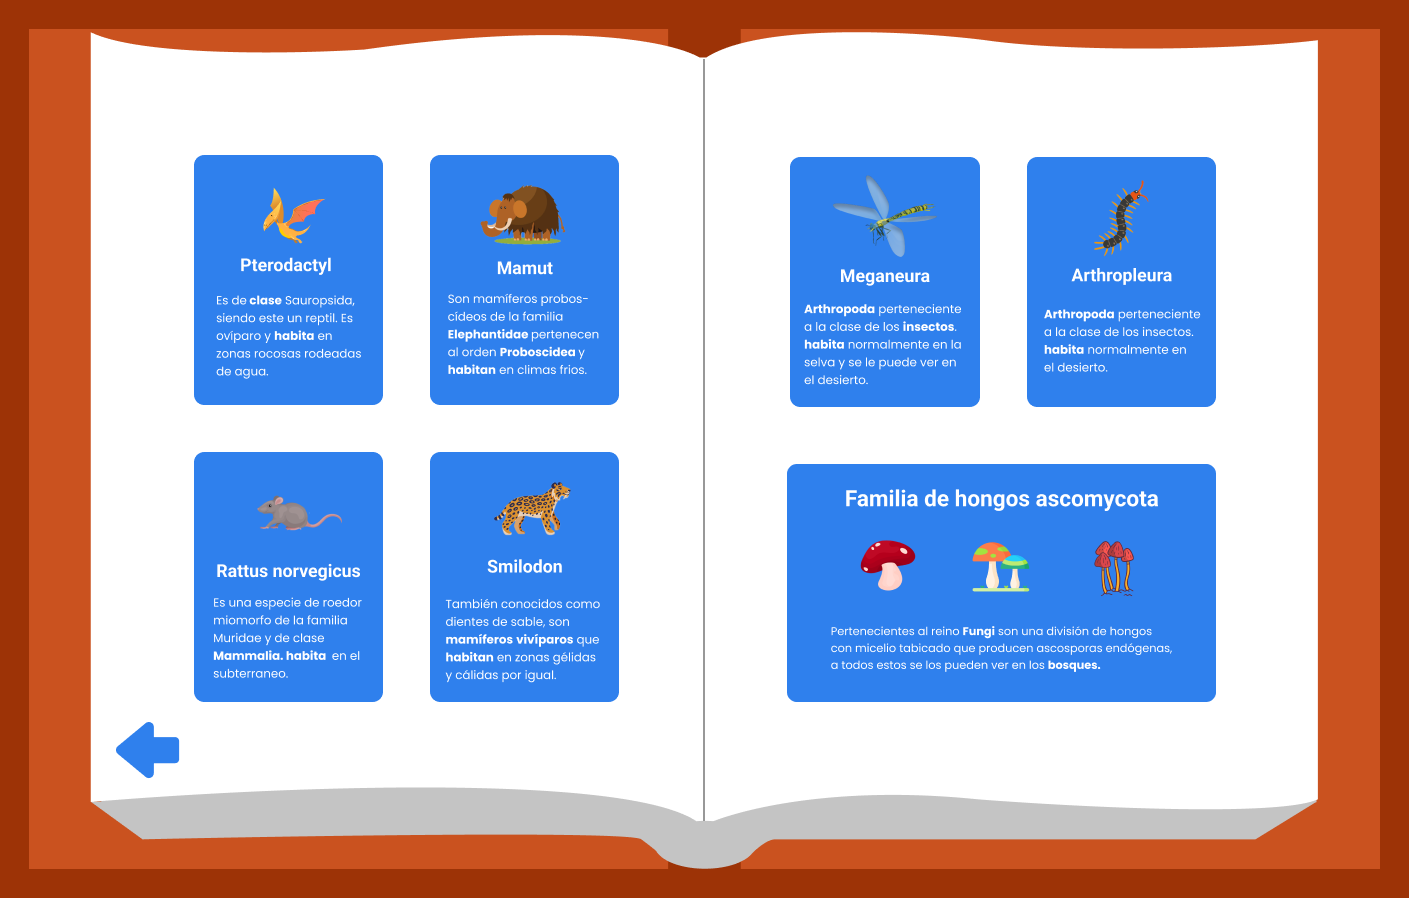 Pterodactyl
Es de clase Sauropsida,
siendo este un reptil. Es
ovíparo y habita en
zonas rocosas rodeadas
de agua.
Mamut
Son mamíferos probos-
cídeos de la familia
Elephantidae pertenecen
al orden Proboscidea y
habitan en climas frios.
Rattus norvegicus
Es una especie de roedor
miomorfo de la familia
Muridae y de clase
Mammalia. habita en el
subterraneo.
Smilodon
También conocidos como
dientes de sable, son
mamíferos vivíparos que
habitan en zonas gélidas
y cálidas por igual.
Meganeura
Arthropoda perteneciente
a la clase de los insectos.
habita normalmente en la
selva y se le puede ver en
el desierto.
Arthropleura
Arthropoda perteneciente
a la clase de los insectos.
habita normalmente en
el desierto.
Familia de hongos ascomycota
Pertenecientes al reino Fungi son una división de hongos
con micelio tabicado que producen ascosporas endógenas,
a todos estos se los pueden ver en los bosques.